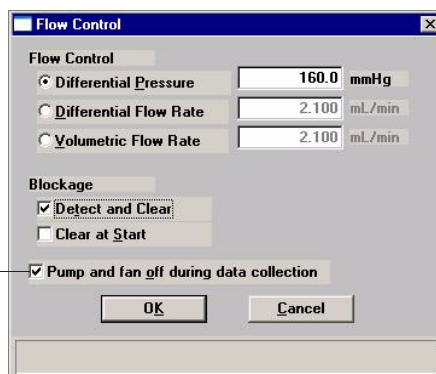 Flow Control
Flow Control
Differential Pressure 160.0 mmHg
Differential Flow Rate 2.100 mL/min
Volumetric Flow Rate 2.100 mL/min
Blockage
Detect and Clear
Clear at Start
Pump and fan off during data collection
OK Cancel